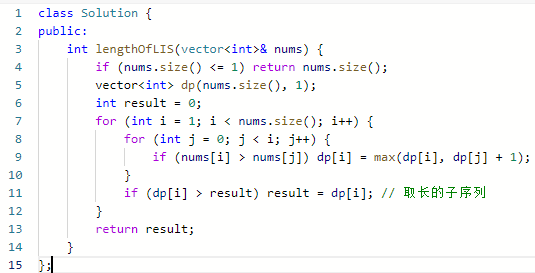 1 class Solution {
2 public:
3     int lengthOfLIS(vector<int>& nums) {
4         if (nums.size() <= 1) return nums.size();
5         vector<int> dp(nums.size(), 1);
6         int result = 0;
7         for (int i = 1; i < nums.size(); i++) {
8             for (int j = 0; j < i; j++) {
9                 if (nums[i] > nums[j]) dp[i] = max(dp[i], dp[j] + 1);
10             }
11             if (dp[i] > result) result = dp[i]; // 取长的子序列
12         }
13         return result;
14     }
15 };